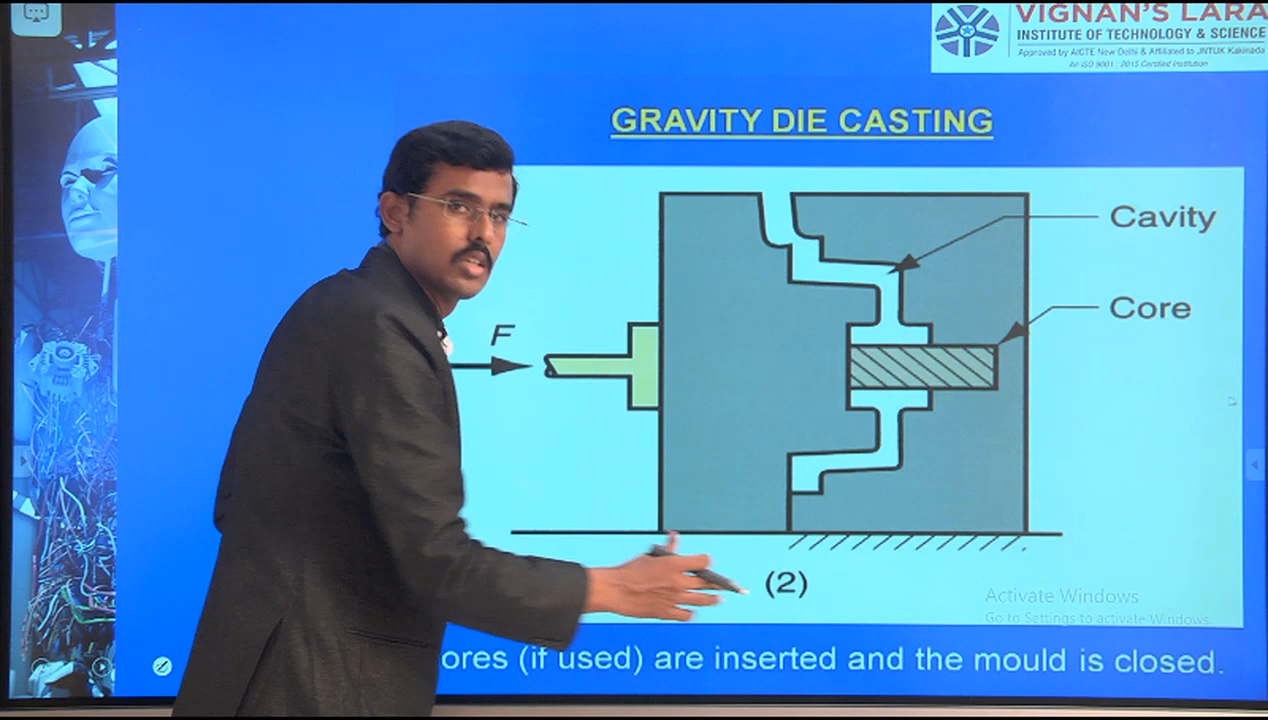 VIGNAN'S LARA
INSTITUTE OF TECHNOLOGY & SCIENCE
Approved by AICTE New Delhi & Affiliated to JNTUK Kakinada
An ISO 9001 : 2015 Certified Institution
GRAVITY DIE CASTING
Cavity
Core
F
(2)
Activate Windows
Go to Settings to activate Windows.
(if used) are inserted and the mould is closed.